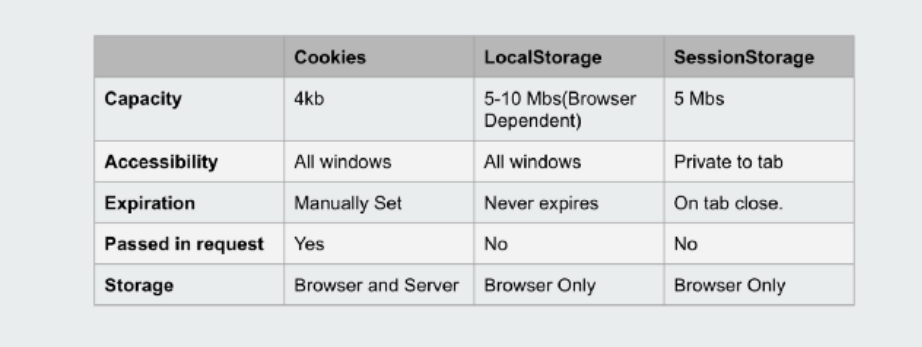 Cookies LocalStorage SessionStorage
Capacity 4kb 5-10 Mbs(Browser Dependent) 5 Mbs
Accessibility All windows All windows Private to tab
Expiration Manually Set Never expires On tab close.
Passed in request Yes No No
Storage Browser and Server Browser Only Browser Only